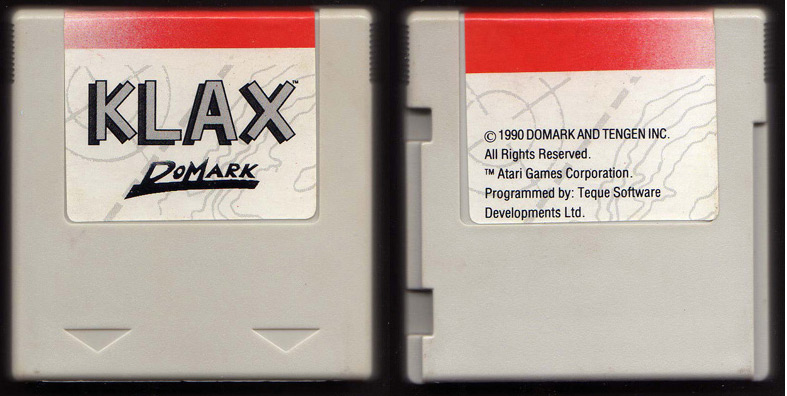 KLAX™
DOMARK
© 1990 DOMARK AND TENGEN INC.
All Rights Reserved.
™ Atari Games Corporation.
Programmed by: Teque Software
Developments Ltd.